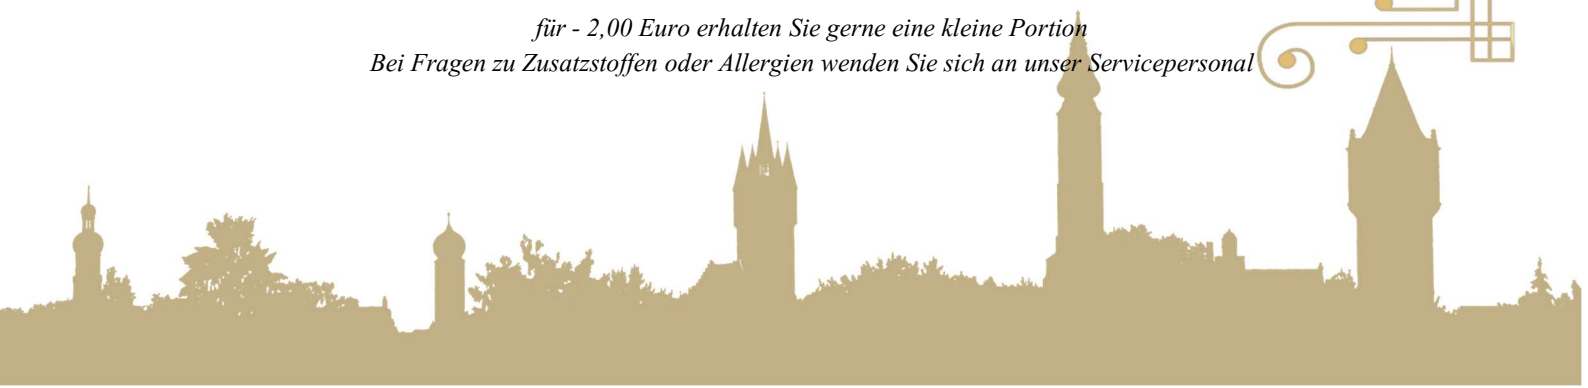 für - 2,00 Euro erhalten Sie gerne eine kleine Portion
Bei Fragen zu Zusatzstoffen oder Allergien wenden Sie sich an unser Servicepersonal